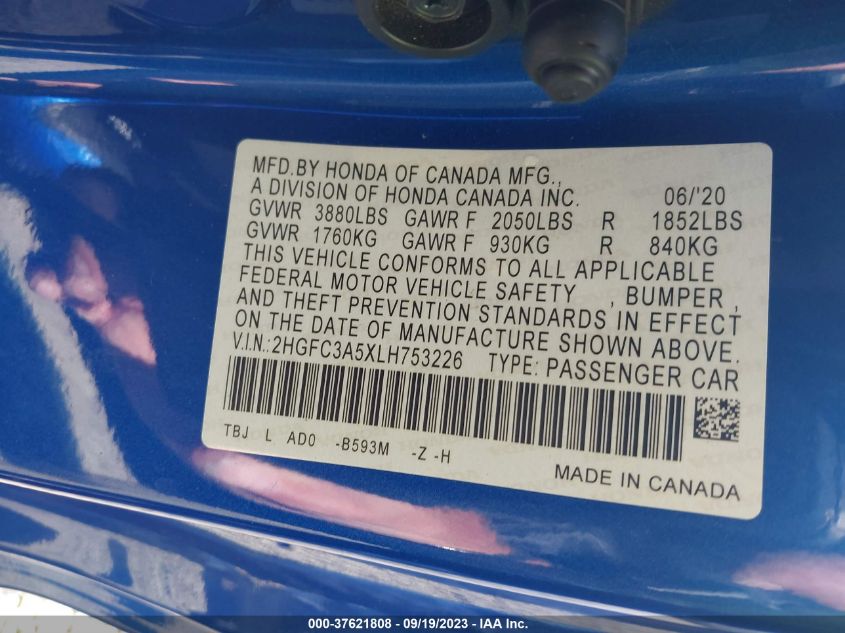 MFD.BY HONDA OF CANADA MFG.,
A DIVISION OF HONDA CANADA INC. 06/'20
GVWR 3880LBS GAWR F 2050LBS R 1852LBS
GVWR 1760KG GAWR F 930KG R 840KG
THIS VEHICLE CONFORMS TO ALL APPLICABLE
FEDERAL MOTOR VEHICLE SAFETY , BUMPER ,
AND THEFT PREVENTION STANDARDS IN EFFECT
ON THE DATE OF MANUFACTURE SHOWN ABOVE.
V.I.N.:2HGFC3A5XLH753226 TYPE: PASSENGER CAR
TBJ L AD0 -B593M -Z -H
MADE IN CANADA
000-37621808 - 09/19/2023 - IAA Inc.